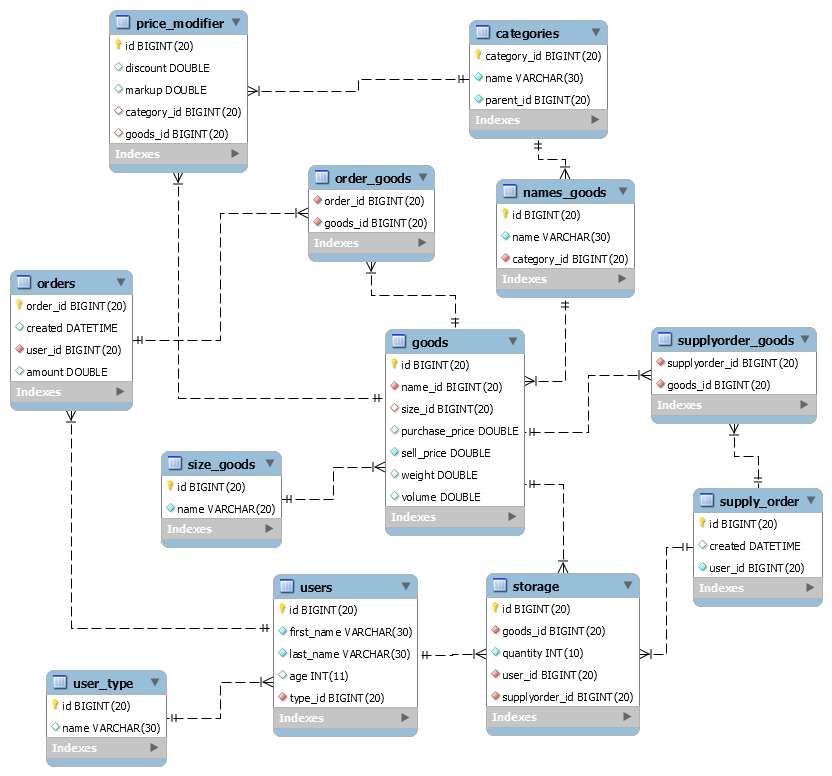 price_modifier
id BIGINT(20)
discount DOUBLE
markup DOUBLE
category_id BIGINT(20)
goods_id BIGINT(20)
Indexes
categories
category_id BIGINT(20)
name VARCHAR(30)
parent_id BIGINT(20)
Indexes
order_goods
order_id BIGINT(20)
goods_id BIGINT(20)
Indexes
names_goods
id BIGINT(20)
name VARCHAR(30)
category_id BIGINT(20)
Indexes
orders
order_id BIGINT(20)
created DATETIME
user_id BIGINT(20)
amount DOUBLE
Indexes
goods
id BIGINT(20)
name_id BIGINT(20)
size_id BIGINT(20)
purchase_price DOUBLE
sell_price DOUBLE
weight DOUBLE
volume DOUBLE
Indexes
supplyorder_goods
supplyorder_id BIGINT(20)
goods_id BIGINT(20)
Indexes
size_goods
id BIGINT(20)
name VARCHAR(20)
Indexes
supply_order
id BIGINT(20)
created DATETIME
user_id BIGINT(20)
Indexes
users
id BIGINT(20)
first_name VARCHAR(30)
last_name VARCHAR(30)
age INT(11)
type_id BIGINT(20)
Indexes
storage
id BIGINT(20)
goods_id BIGINT(20)
quantity INT(10)
user_id BIGINT(20)
supplyorder_id BIGINT(20)
Indexes
user_type
id BIGINT(20)
name VARCHAR(30)
Indexes